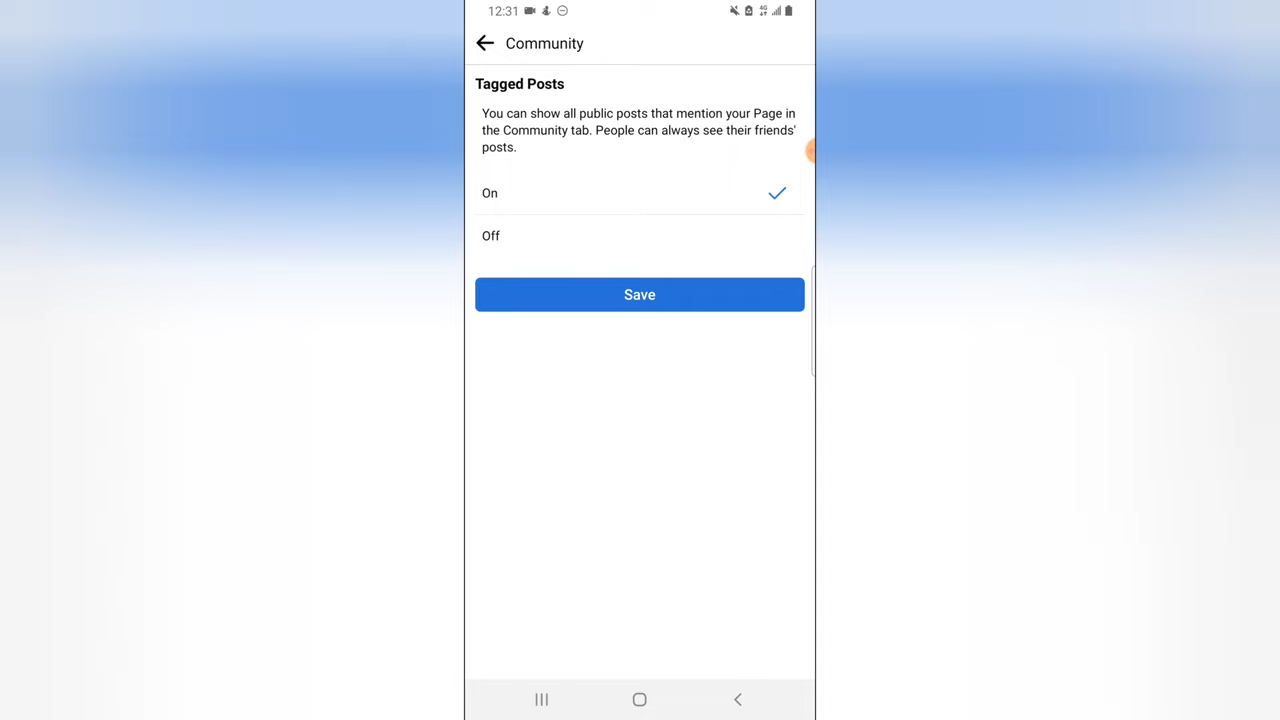 12:31
4G
Community
Tagged Posts
You can show all public posts that mention your Page in
the Community tab. People can always see their friends'
posts.
On
Off
Save